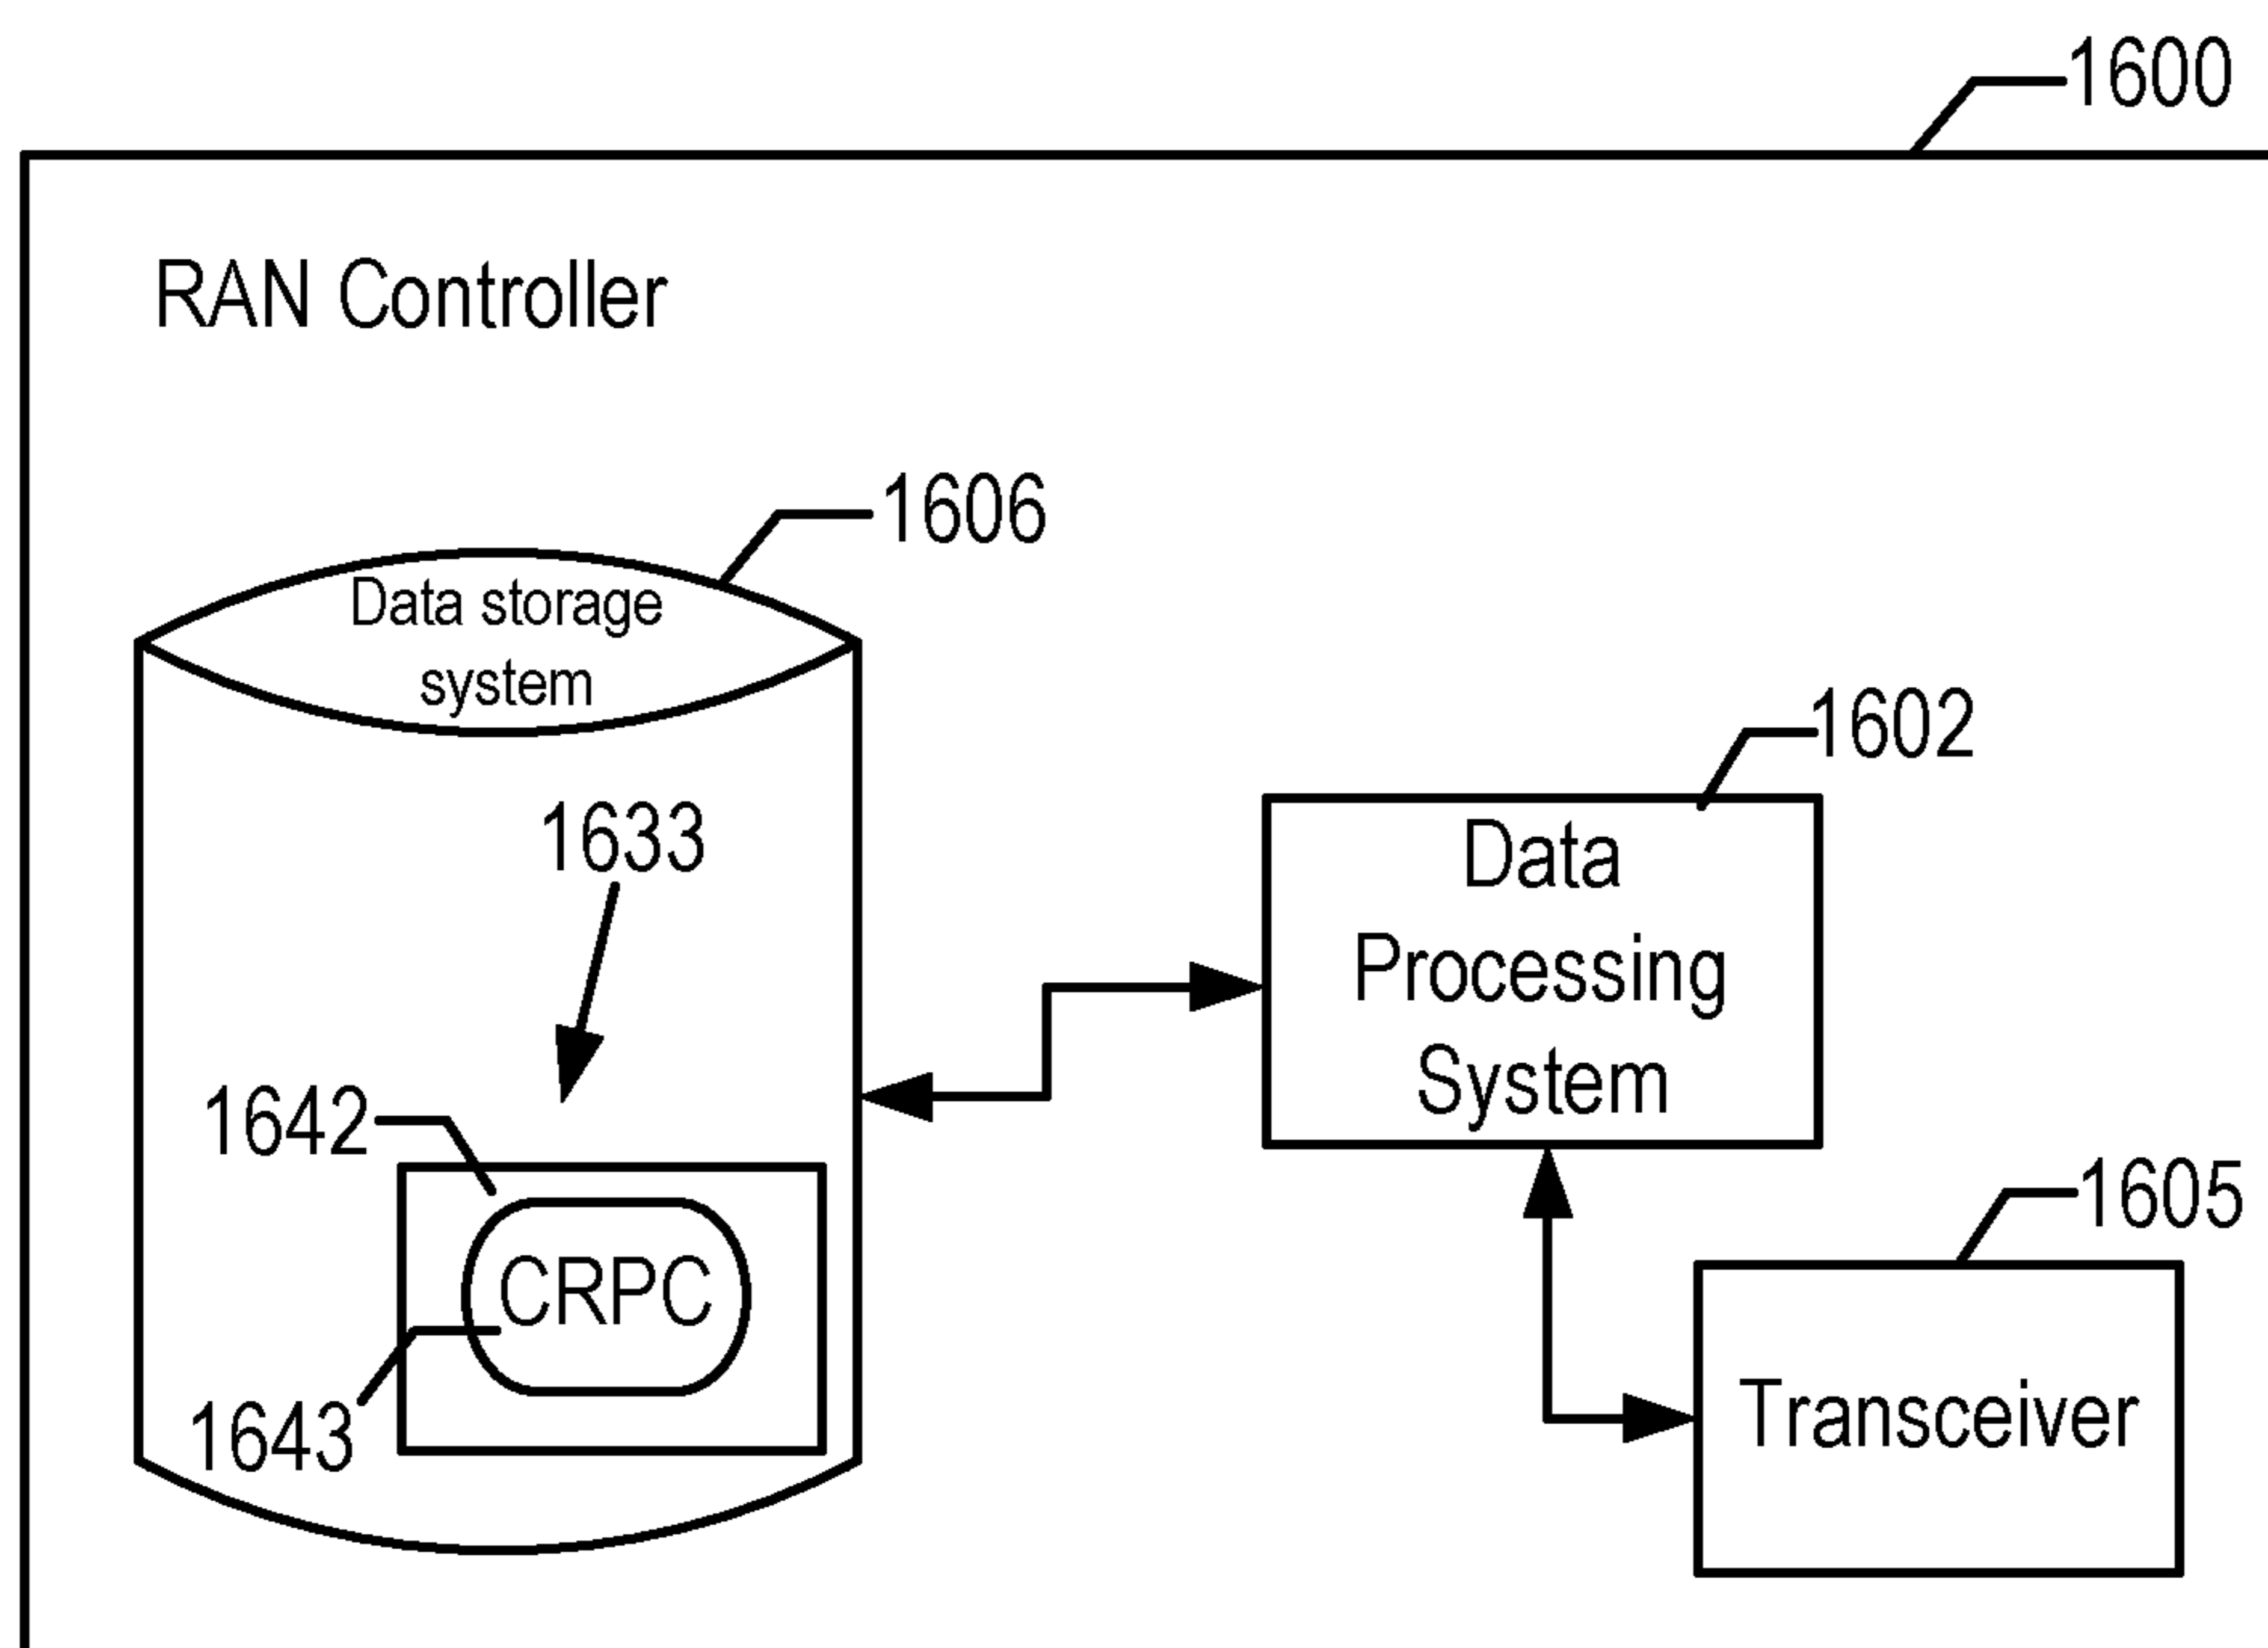 1600
RAN Controller
1606
Data storage
system
1602
1633
Data
Processing
System
1642
1605
CRPC
Transceiver
1643